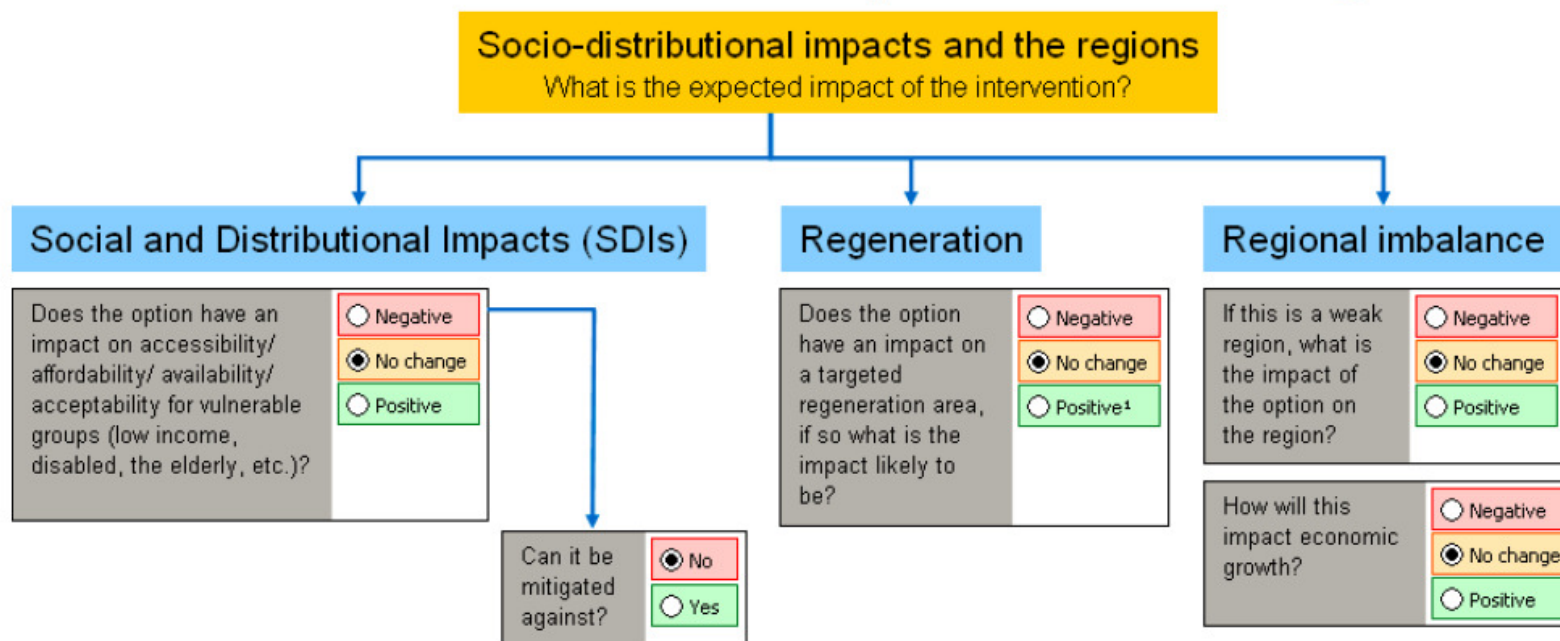 Socio-distributional impacts and the regions
What is the expected impact of the intervention?
Social and Distributional Impacts (SDIs)
Does the option have an
impact on accessibility/
affordability/ availability/
acceptability for vulnerable
groups (low income,
disabled, the elderly, etc.)?
Negative
No change
Positive
Can it be
mitigated
against?
No
Yes
Regeneration
Does the option
have an impact on
a targeted
regeneration area,
if so what is the
impact likely to
be?
Negative
No change
Positive¹
Regional imbalance
If this is a weak
region, what is
the impact of
the option on
the region?
Negative
No change
Positive
How will this
impact economic
growth?
Negative
No change
Positive